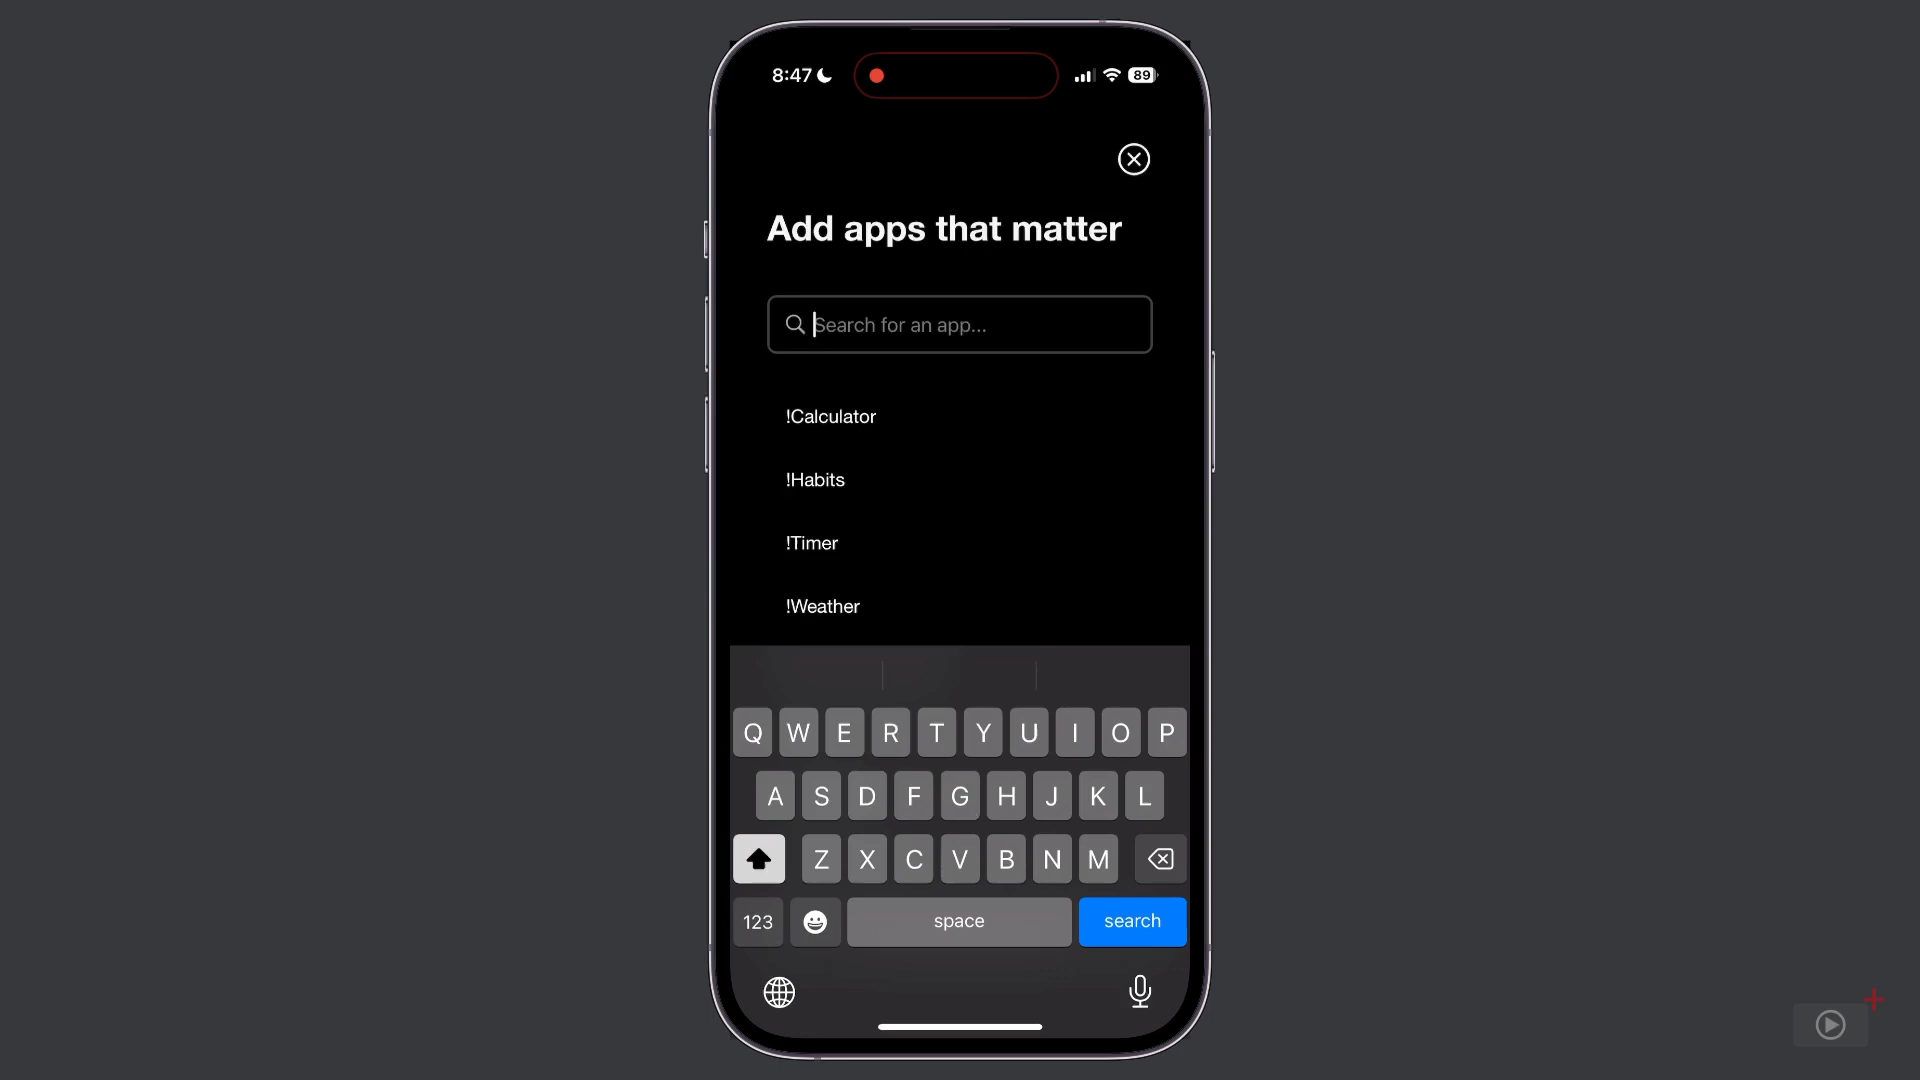 8:47
89
Add apps that matter
Search for an app...
!Calculator
!Habits
!Timer
!Weather
Q W E R T Y U I O P
A S D F G H J K L
Z X C V B N M
123 space search